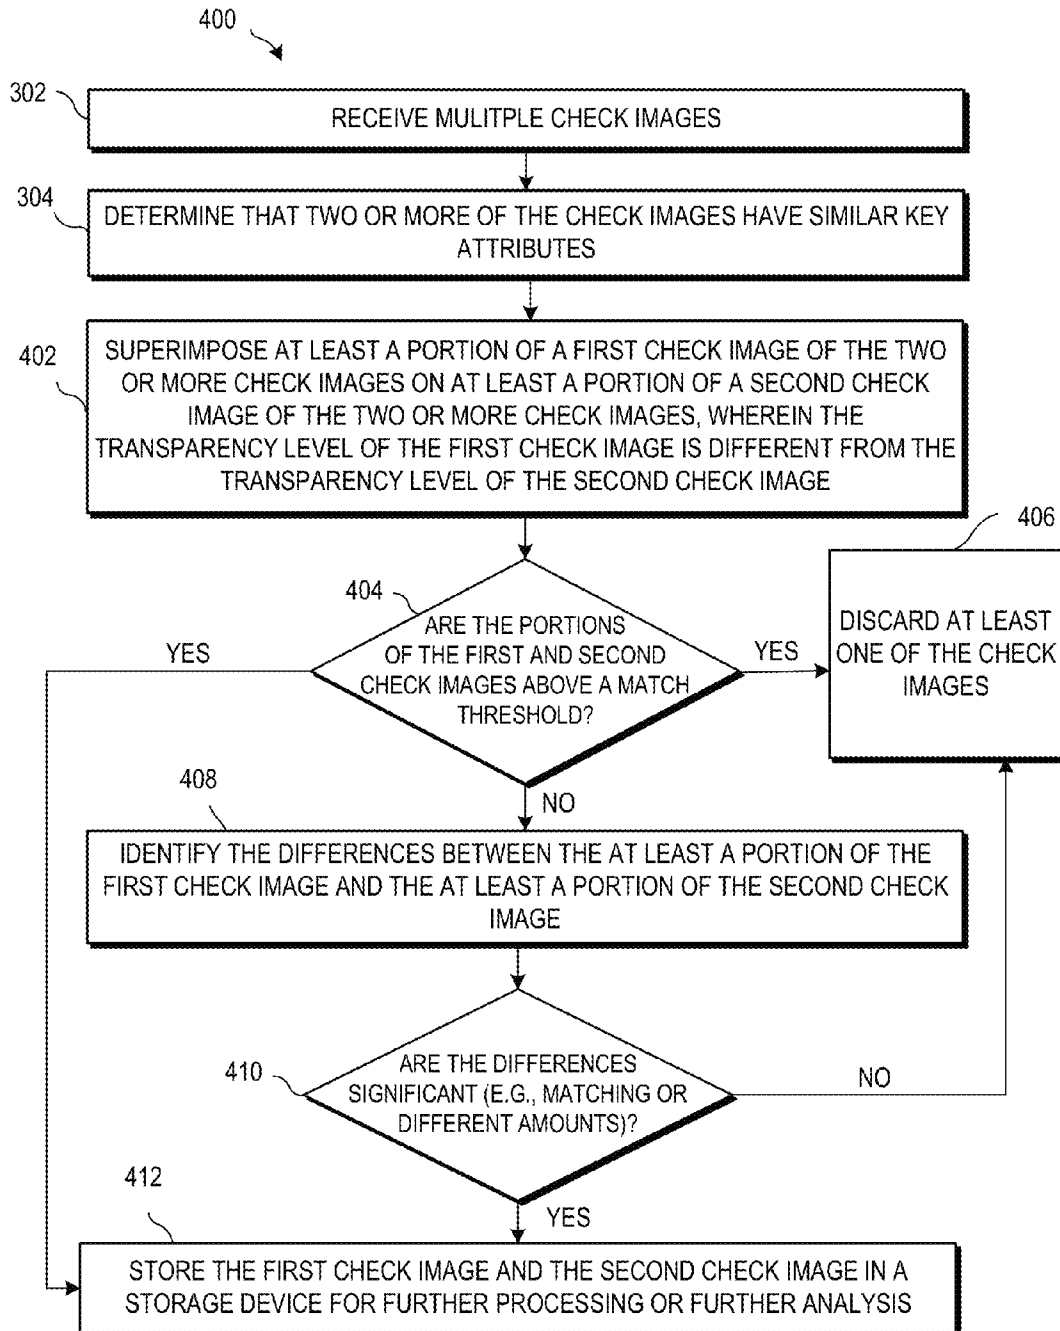 400
302
RECEIVE MULITPLE CHECK IMAGES
304
DETERMINE THAT TWO OR MORE OF THE CHECK IMAGES HAVE SIMILAR KEY
ATTRIBUTES
402
SUPERIMPOSE AT LEAST A PORTION OF A FIRST CHECK IMAGE OF THE TWO
OR MORE CHECK IMAGES ON AT LEAST A PORTION OF A SECOND CHECK
IMAGE OF THE TWO OR MORE CHECK IMAGES, WHEREIN THE
TRANSPARENCY LEVEL OF THE FIRST CHECK IMAGE IS DIFFERENT FROM THE
TRANSPARENCY LEVEL OF THE SECOND CHECK IMAGE
404
ARE THE PORTIONS
OF THE FIRST AND SECOND
CHECK IMAGES ABOVE A MATCH
THRESHOLD?
YES
YES
406
DISCARD AT LEAST
ONE OF THE CHECK
IMAGES
NO
408
IDENTIFY THE DIFFERENCES BETWEEN THE AT LEAST A PORTION OF THE
FIRST CHECK IMAGE AND THE AT LEAST A PORTION OF THE SECOND CHECK
IMAGE
410
ARE THE DIFFERENCES
SIGNIFICANT (E.G., MATCHING OR
DIFFERENT AMOUNTS)?
NO
YES
412
STORE THE FIRST CHECK IMAGE AND THE SECOND CHECK IMAGE IN A
STORAGE DEVICE FOR FURTHER PROCESSING OR FURTHER ANALYSIS